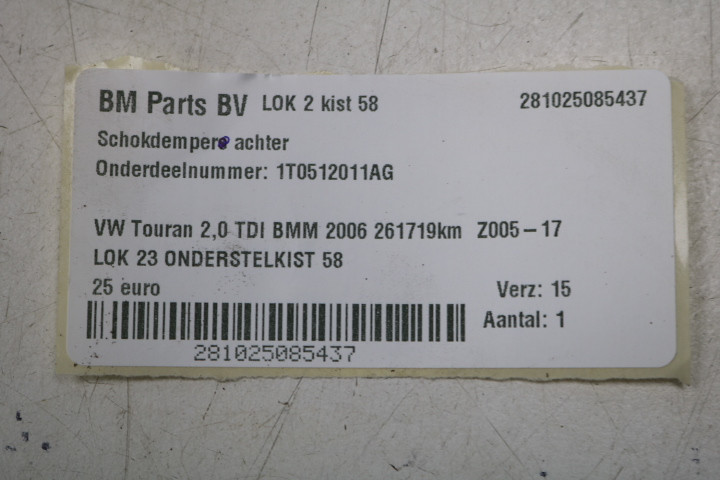 BM Parts BV LOK 2 kist 58 281025085437
Schokdempers achter
Onderdeelnummer: 1T0512011AG
VW Touran 2,0 TDI BMM 2006 261719km Z005-17
LOK 23 ONDERSTELKIST 58
25 euro Verz: 15
Aantal: 1
281025085437